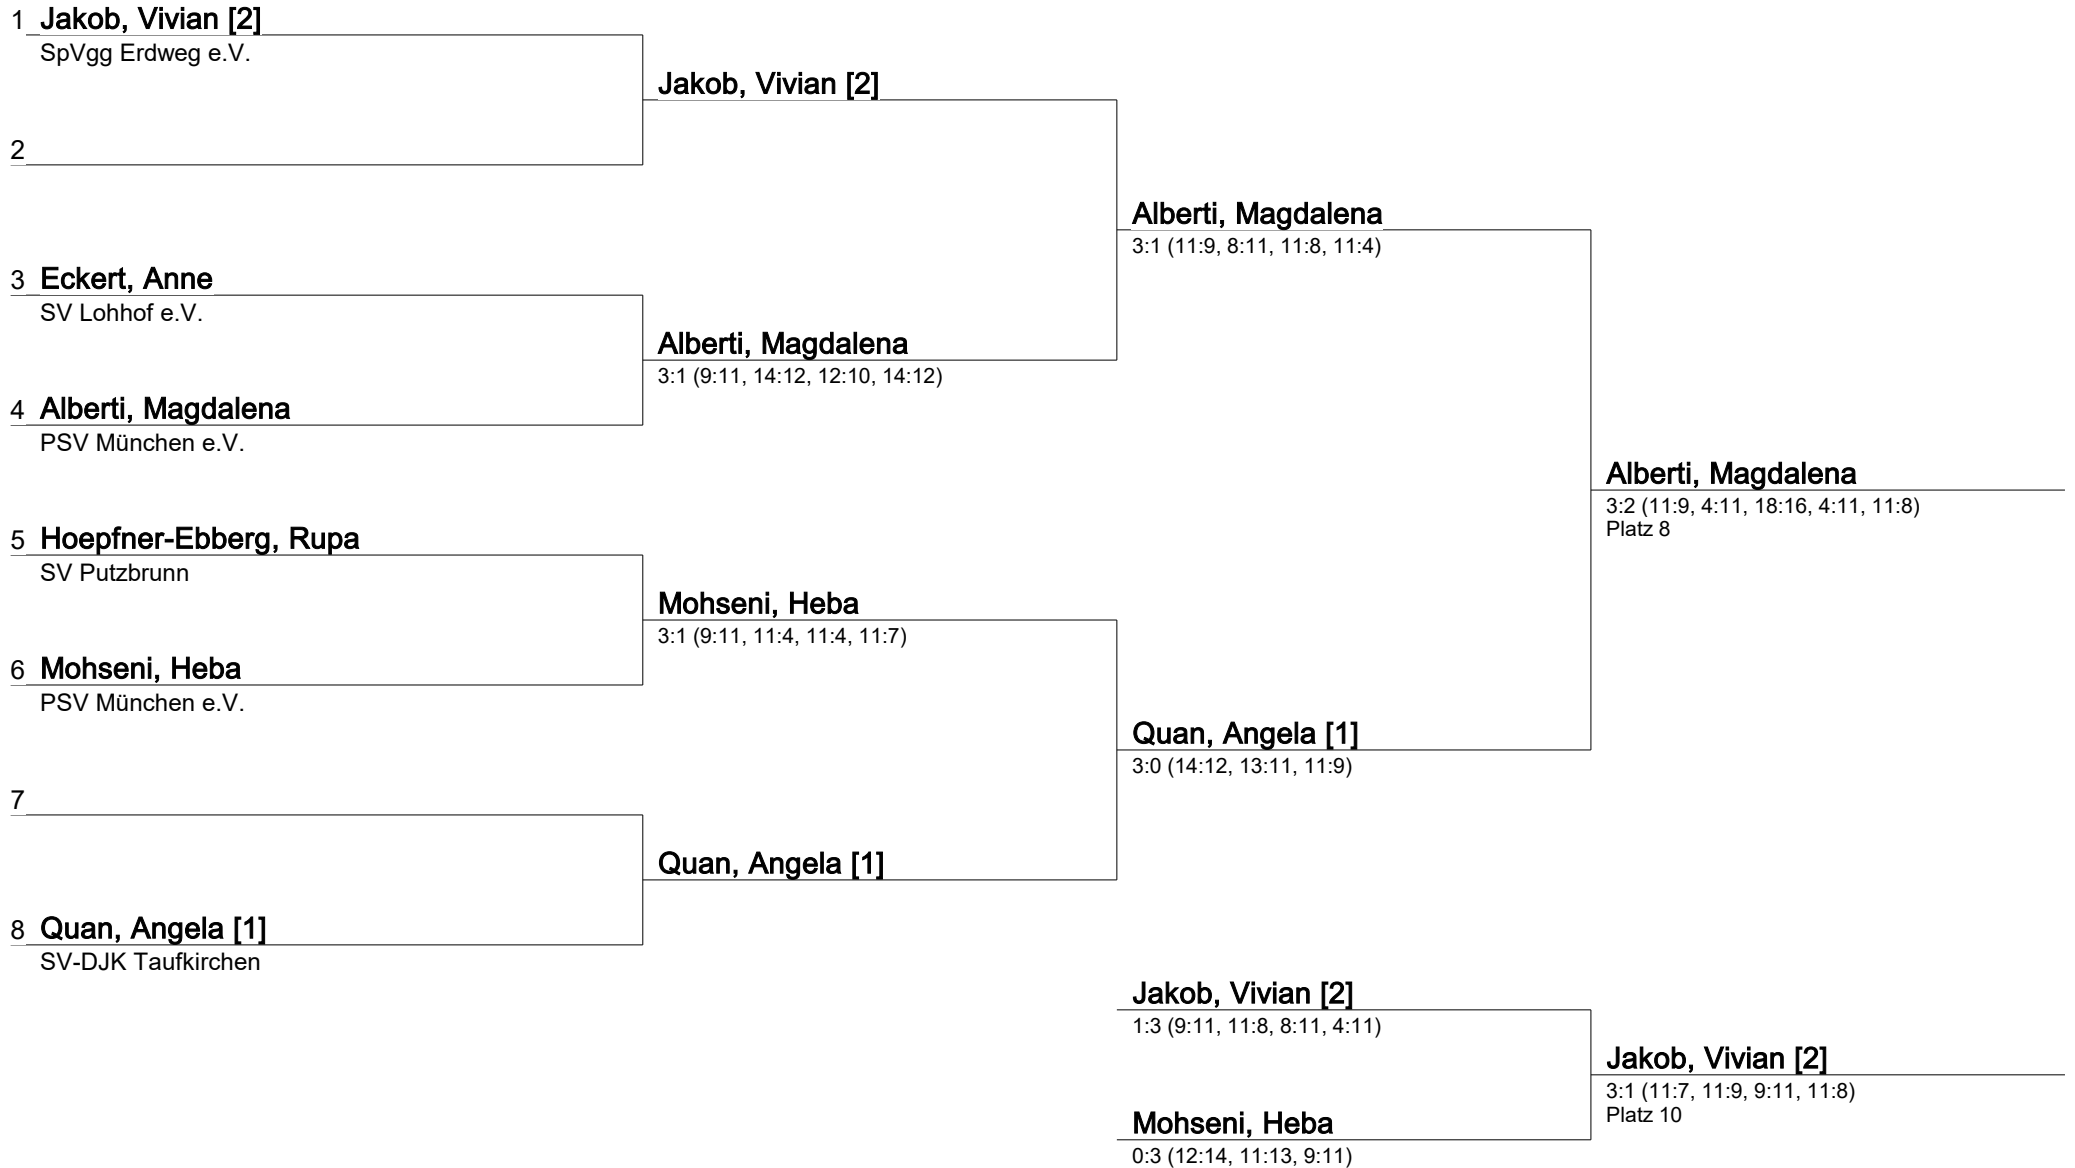 1 Jakob, Vivian [2]
SpVgg Erdweg e.V.
Jakob, Vivian [2]
2
Alberti, Magdalena
3:1 (11:9, 8:11, 11:8, 11:4)
3 Eckert, Anne
SV Lohhof e.V.
Alberti, Magdalena
3:1 (9:11, 14:12, 12:10, 14:12)
4 Alberti, Magdalena
PSV München e.V.
Alberti, Magdalena
3:2 (11:9, 4:11, 18:16, 4:11, 11:8)
Platz 8
5 Hoepfner-Ebberg, Rupa
SV Putzbrunn
Mohseni, Heba
3:1 (9:11, 11:4, 11:4, 11:7)
6 Mohseni, Heba
PSV München e.V.
Quan, Angela [1]
3:0 (14:12, 13:11, 11:9)
7
Quan, Angela [1]
8 Quan, Angela [1]
SV-DJK Taufkirchen
Jakob, Vivian [2]
1:3 (9:11, 11:8, 8:11, 4:11)
Jakob, Vivian [2]
3:1 (11:7, 11:9, 9:11, 11:8)
Platz 10
Mohseni, Heba
0:3 (12:14, 11:13, 9:11)